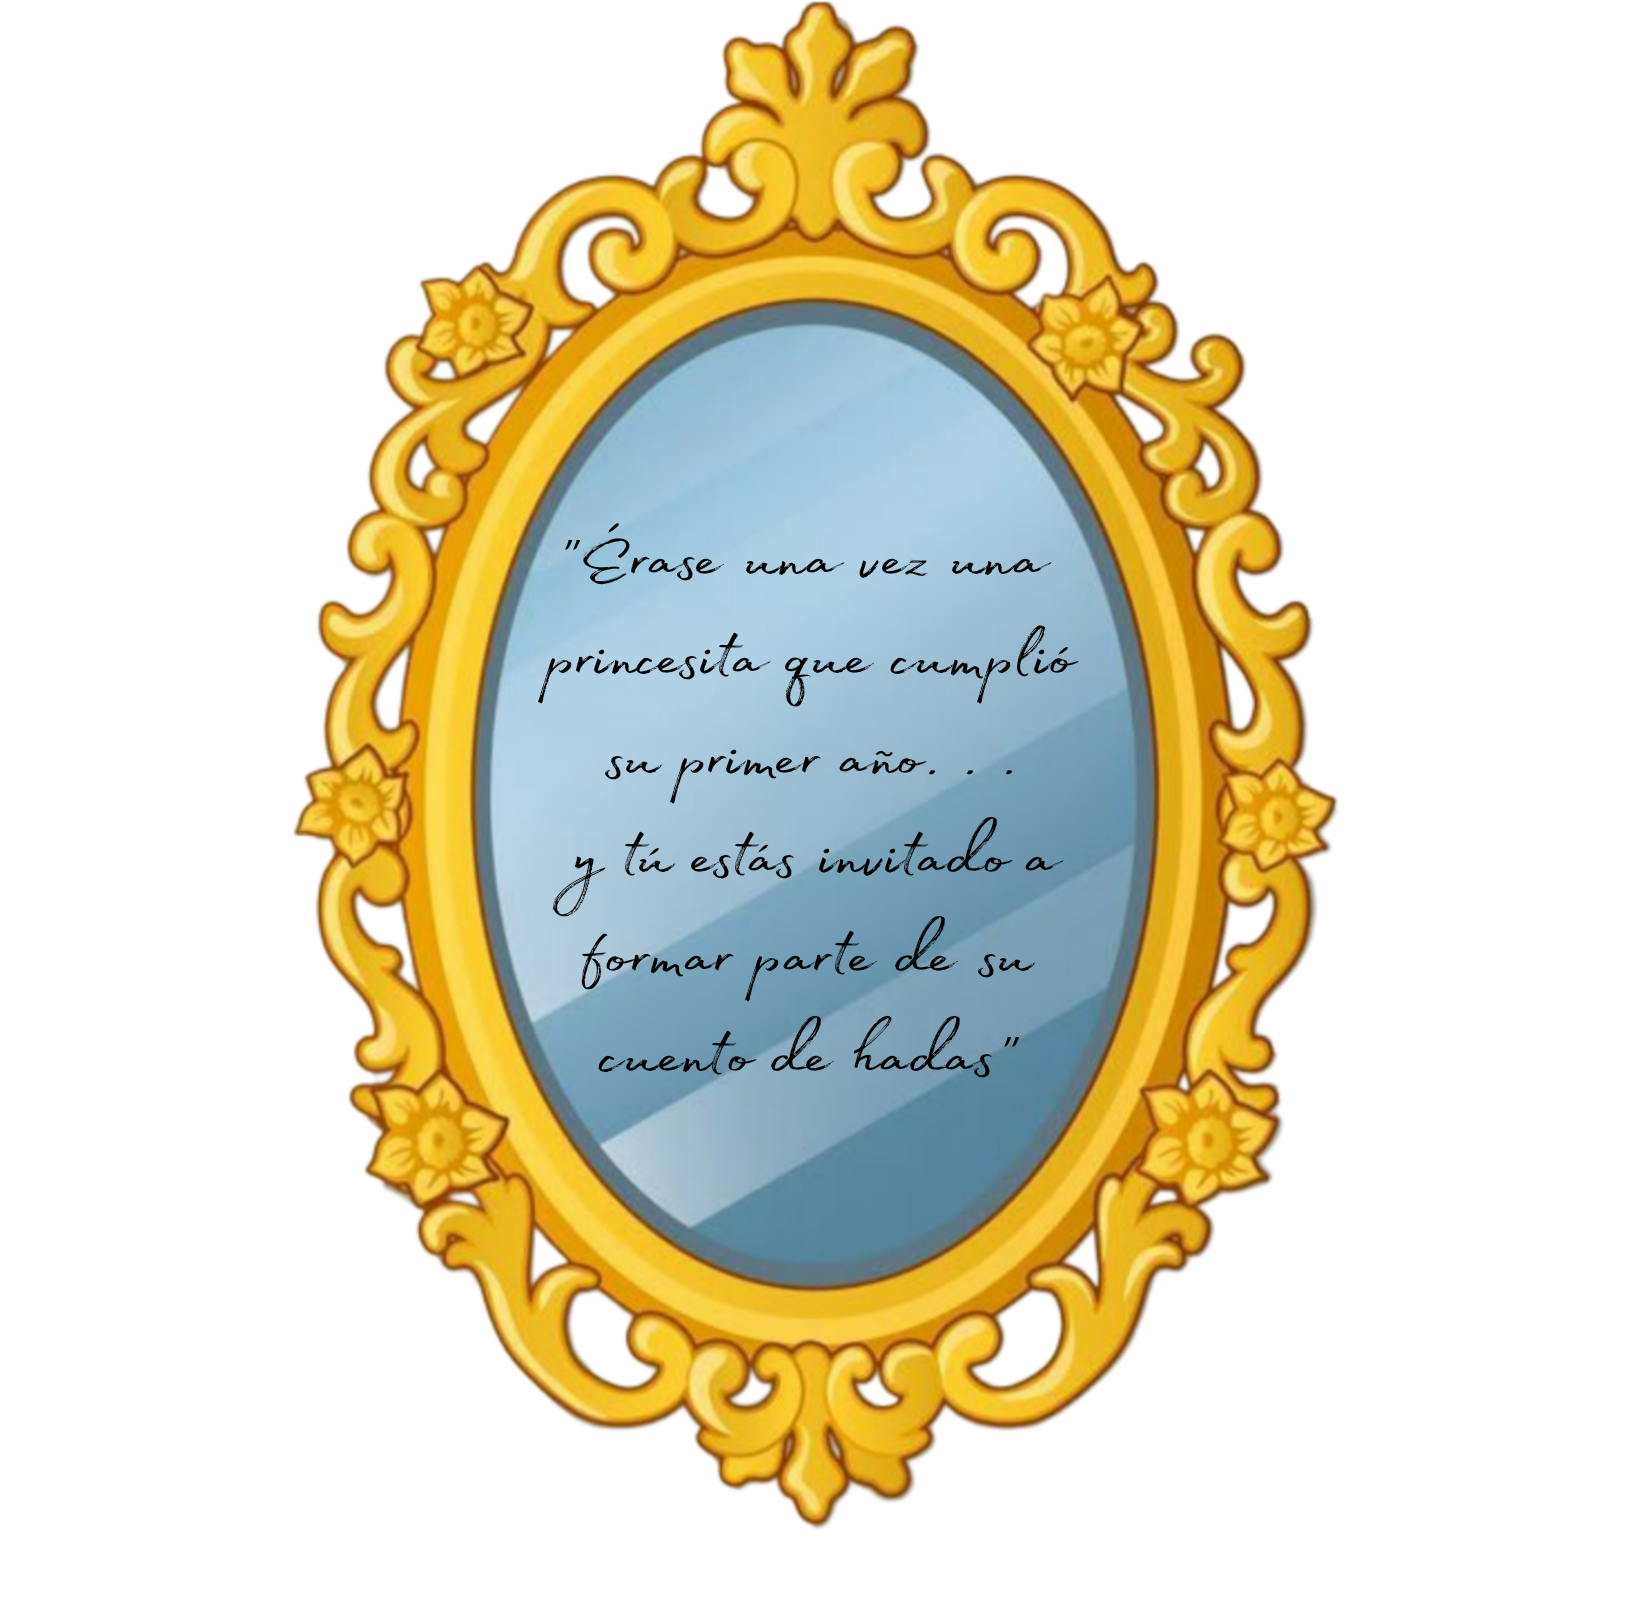 "Érase una vez una
princesita que cumplió
su primer año. . .
y tú estás invitado a
formar parte de su
cuento de hadas"